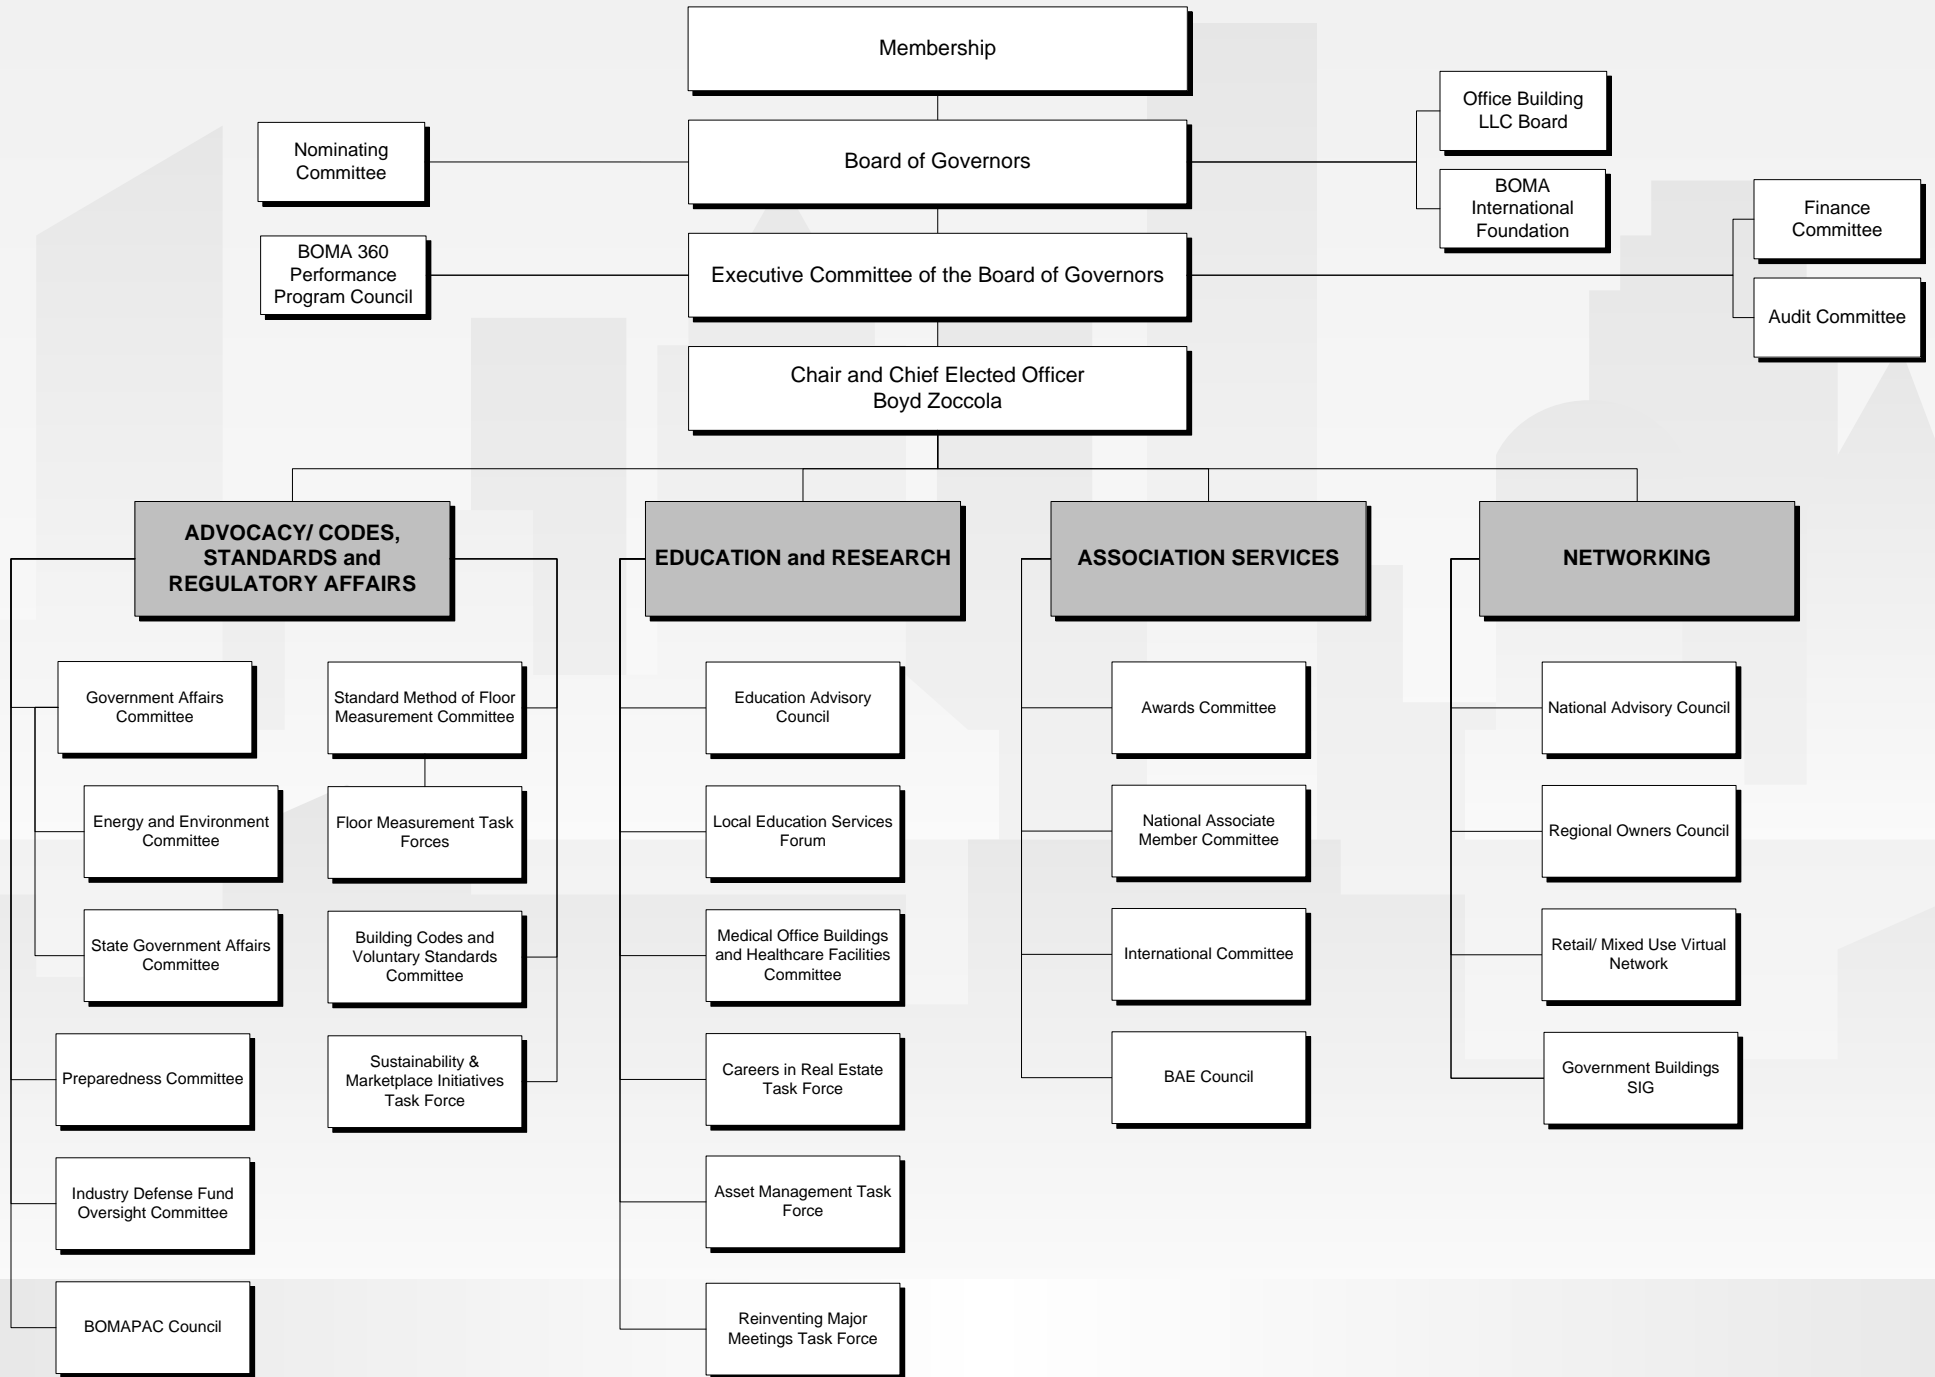 Membership
Office Building
LLC Board
Nominating
Committee
Board of Governors
BOMA
International
Foundation
Finance
Committee
BOMA 360
Performance
Program Council
Executive Committee of the Board of Governors
Audit Committee
Chair and Chief Elected Officer
Boyd Zoccola
ADVOCACY/ CODES,
STANDARDS and
REGULATORY AFFAIRS
EDUCATION and RESEARCH
ASSOCIATION SERVICES
NETWORKING
Government Affairs
Committee
Energy and Environment
Committee
State Government Affairs
Committee
Preparedness Committee
Industry Defense Fund
Oversight Committee
BOMAPAC Council
Standard Method of Floor
Measurement Committee
Floor Measurement Task
Forces
Building Codes and
Voluntary Standards
Committee
Sustainability &
Marketplace Initiatives
Task Force
Education Advisory
Council
Local Education Services
Forum
Medical Office Buildings
and Healthcare Facilities
Committee
Careers in Real Estate
Task Force
Asset Management Task
Force
Reinventing Major
Meetings Task Force
Awards Committee
National Associate
Member Committee
International Committee
BAE Council
National Advisory Council
Regional Owners Council
Retail/ Mixed Use Virtual
Network
Government Buildings
SIG